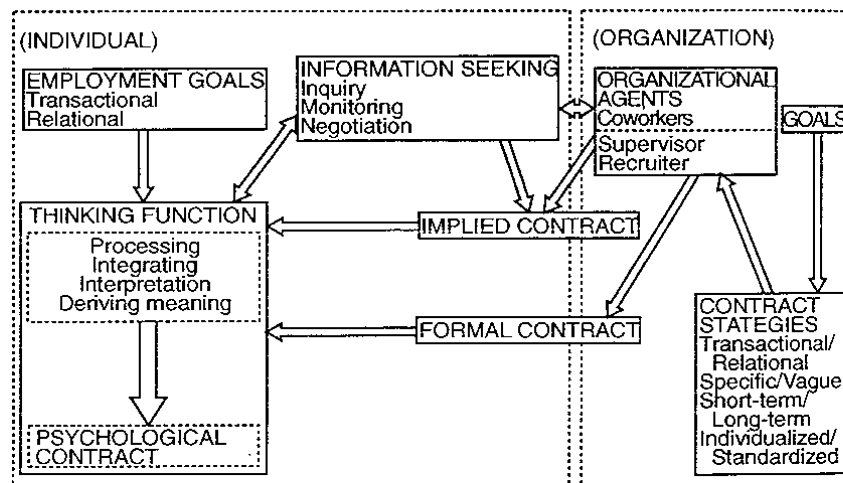 (INDIVIDUAL)
EMPLOYMENT GOALS
Transactional
Relational
INFORMATION SEEKING
Inquiry
Monitoring
Negotiation
THINKING FUNCTION
Processing
Integrating
Interpretation
Deriving meaning
PSYCHOLOGICAL
CONTRACT
IMPLIED CONTRACT
FORMAL CONTRACT
(ORGANIZATION)
ORGANIZATIONAL
AGENTS
Coworkers
Supervisor
Recruiter
GOALS
CONTRACT
STATEGIES
Transactional/
Relational
Specific/Vague
Short-term/
Long-term
Individualized/
Standardized